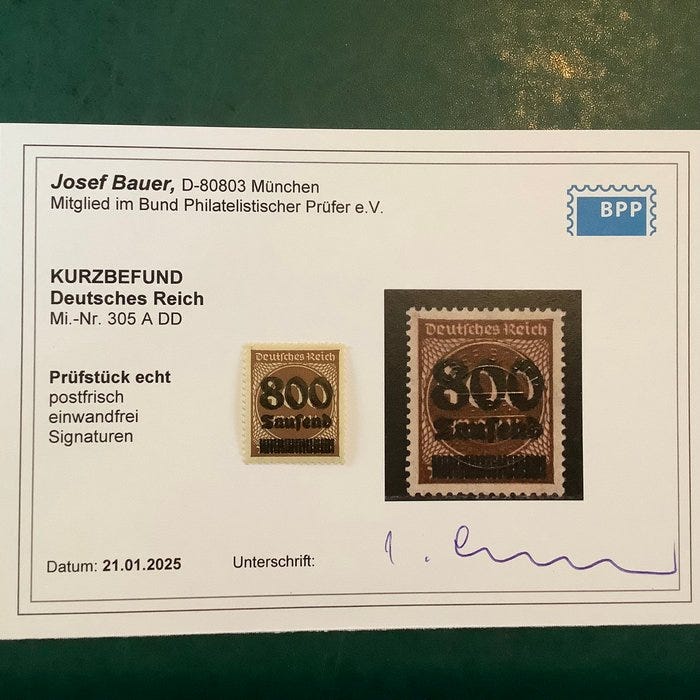 Josef Bauer, D-80803 München
Mitglied im Bund Philatelistischer Prüfer e.V.
BPP
KURZBEFUND
Deutsches Reich
Mi.-Nr. 305 A DD
Prüfstück echt
postfrisch
einwandfrei
Signaturen
Deutsches Reich
800
Tausend
Deutsches Reich
800
Tausend
Datum: 21.01.2025
Unterschrift: